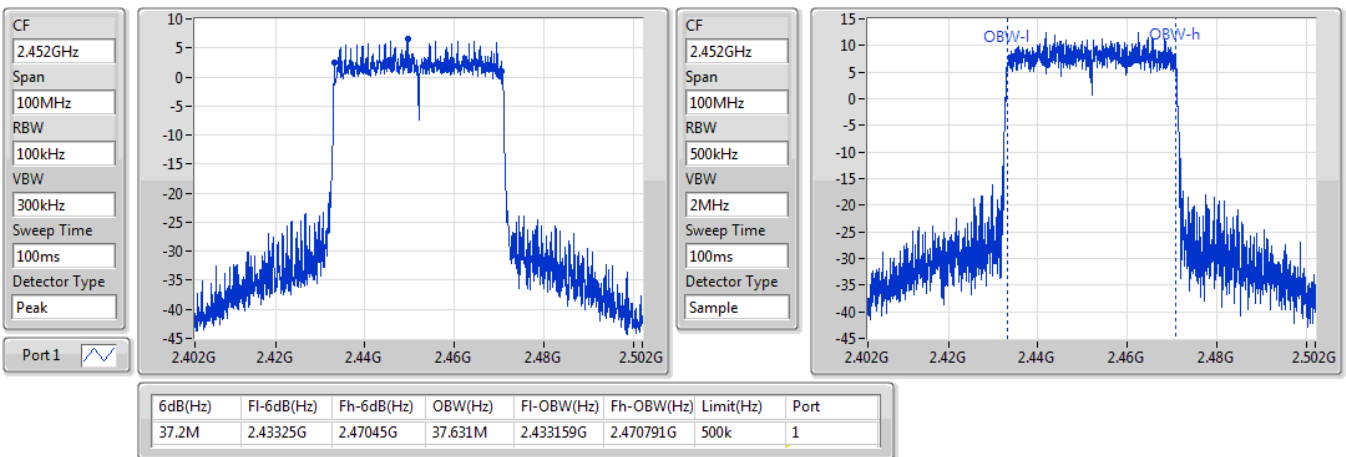 CF
2.452GHz
Span
100MHz
RBW
100kHz
VBW
300kHz
Sweep Time
100ms
Detector Type
Peak
Port 1
10
5
0
-5
-10
-15
-20
-25
-30
-35
-40
-45
2.402G 2.42G 2.44G 2.46G 2.48G 2.502G
CF
2.452GHz
Span
100MHz
RBW
500kHz
VBW
2MHz
Sweep Time
100ms
Detector Type
Sample
OBW-l OBW-h
15
10
5
0
-5
-10
-15
-20
-25
-30
-35
-40
-45
2.402G 2.42G 2.44G 2.46G 2.48G 2.502G
6dB(Hz) Fl-6dB(Hz) Fh-6dB(Hz) OBW(Hz) Fl-OBW(Hz) Fh-OBW(Hz) Limit(Hz) Port
37.2M 2.43325G 2.47045G 37.631M 2.433159G 2.470791G 500k 1